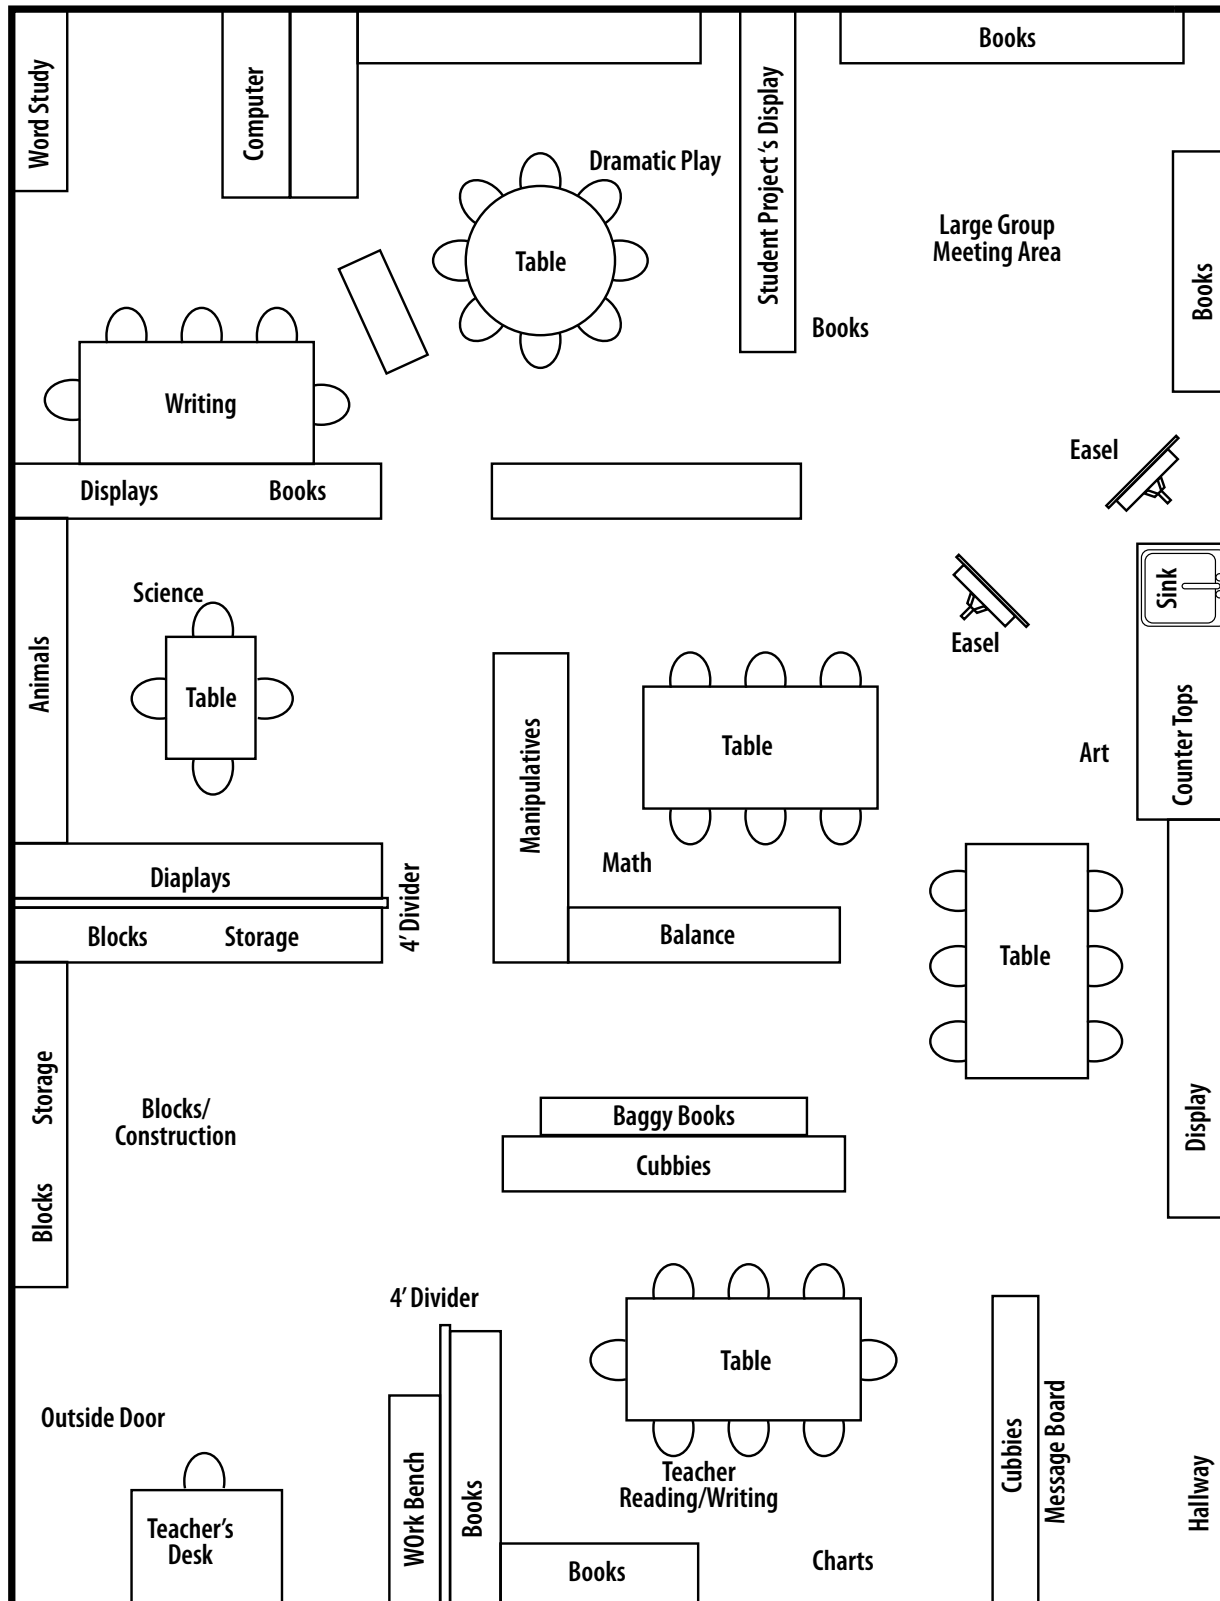 Word Study
Computer
Student Project‘s Display
Books
Dramatic Play
Large Group
Meeting Area
Table
Books
Books
Writing
Easel
Displays
Books
Sink
Science
Easel
Animals
Table
Manipulatives
Table
Counter Tops
Art
Math
Diaplays
4’ Divider
Blocks
Storage
Balance
Table
Storage
Blocks
Blocks/
Construction
Baggy Books
Cubbies
Display
4’ Divider
Table
Outside Door
Teacher
Reading/Writing
Cubbies
Message Board
Hallway
WOrk Bench
Books
Teacher’s
Desk
Books
Charts